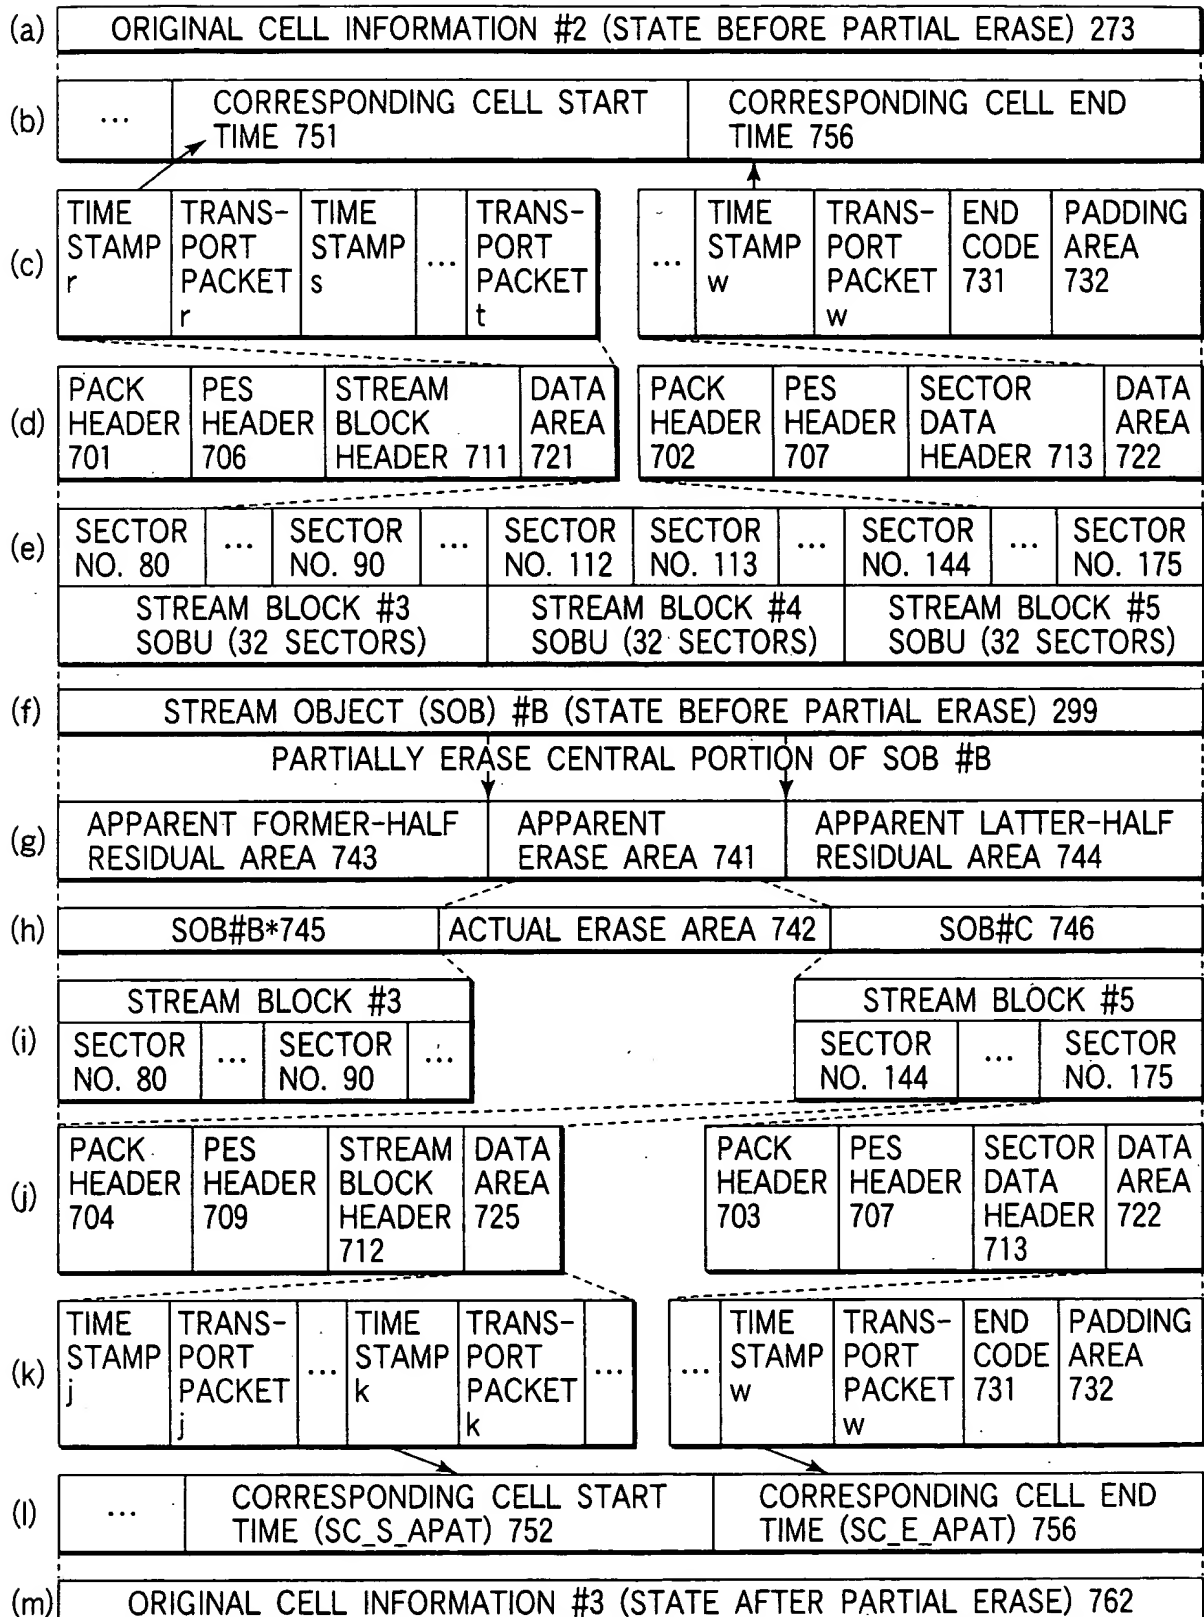 (a) ORIGINAL CELL INFORMATION #2 (STATE BEFORE PARTIAL ERASE) 273
(b) ... CORRESPONDING CELL START TIME 751 CORRESPONDING CELL END TIME 756
(c) TIME STAMP r TRANS-PORT PACKET r TIME STAMP s ... TRANS-PORT PACKET t ... TIME STAMP w TRANS-PORT PACKET w END CODE 731 PADDING AREA 732
(d) PACK HEADER 701 PES HEADER 706 STREAM BLOCK HEADER 711 DATA AREA 721 PACK HEADER 702 PES HEADER 707 SECTOR DATA HEADER 713 DATA AREA 722
(e) SECTOR NO. 80 ... SECTOR NO. 90 ... SECTOR NO. 112 SECTOR NO. 113 ... SECTOR NO. 144 ... SECTOR NO. 175
STREAM BLOCK #3 SOBU (32 SECTORS) STREAM BLOCK #4 SOBU (32 SECTORS) STREAM BLOCK #5 SOBU (32 SECTORS)
(f) STREAM OBJECT (SOB) #B (STATE BEFORE PARTIAL ERASE) 299
PARTIALLY ERASE CENTRAL PORTION OF SOB #B
(g) APPARENT FORMER-HALF RESIDUAL AREA 743 APPARENT ERASE AREA 741 APPARENT LATTER-HALF RESIDUAL AREA 744
(h) SOB#B*745 ACTUAL ERASE AREA 742 SOB#C 746
(i) STREAM BLOCK #3 STREAM BLOCK #5
SECTOR NO. 80 ... SECTOR NO. 90 ... SECTOR NO. 144 ... SECTOR NO. 175
(j) PACK HEADER 704 PES HEADER 709 STREAM BLOCK HEADER 712 DATA AREA 725 PACK HEADER 703 PES HEADER 707 SECTOR DATA HEADER 713 DATA AREA 722
(k) TIME STAMP j TRANS-PORT PACKET j ... TIME STAMP k TRANS-PORT PACKET k ... ... TIME STAMP w TRANS-PORT PACKET w END CODE 731 PADDING AREA 732
(l) ... CORRESPONDING CELL START TIME (SC_S_APAT) 752 CORRESPONDING CELL END TIME (SC_E_APAT) 756
(m) ORIGINAL CELL INFORMATION #3 (STATE AFTER PARTIAL ERASE) 762